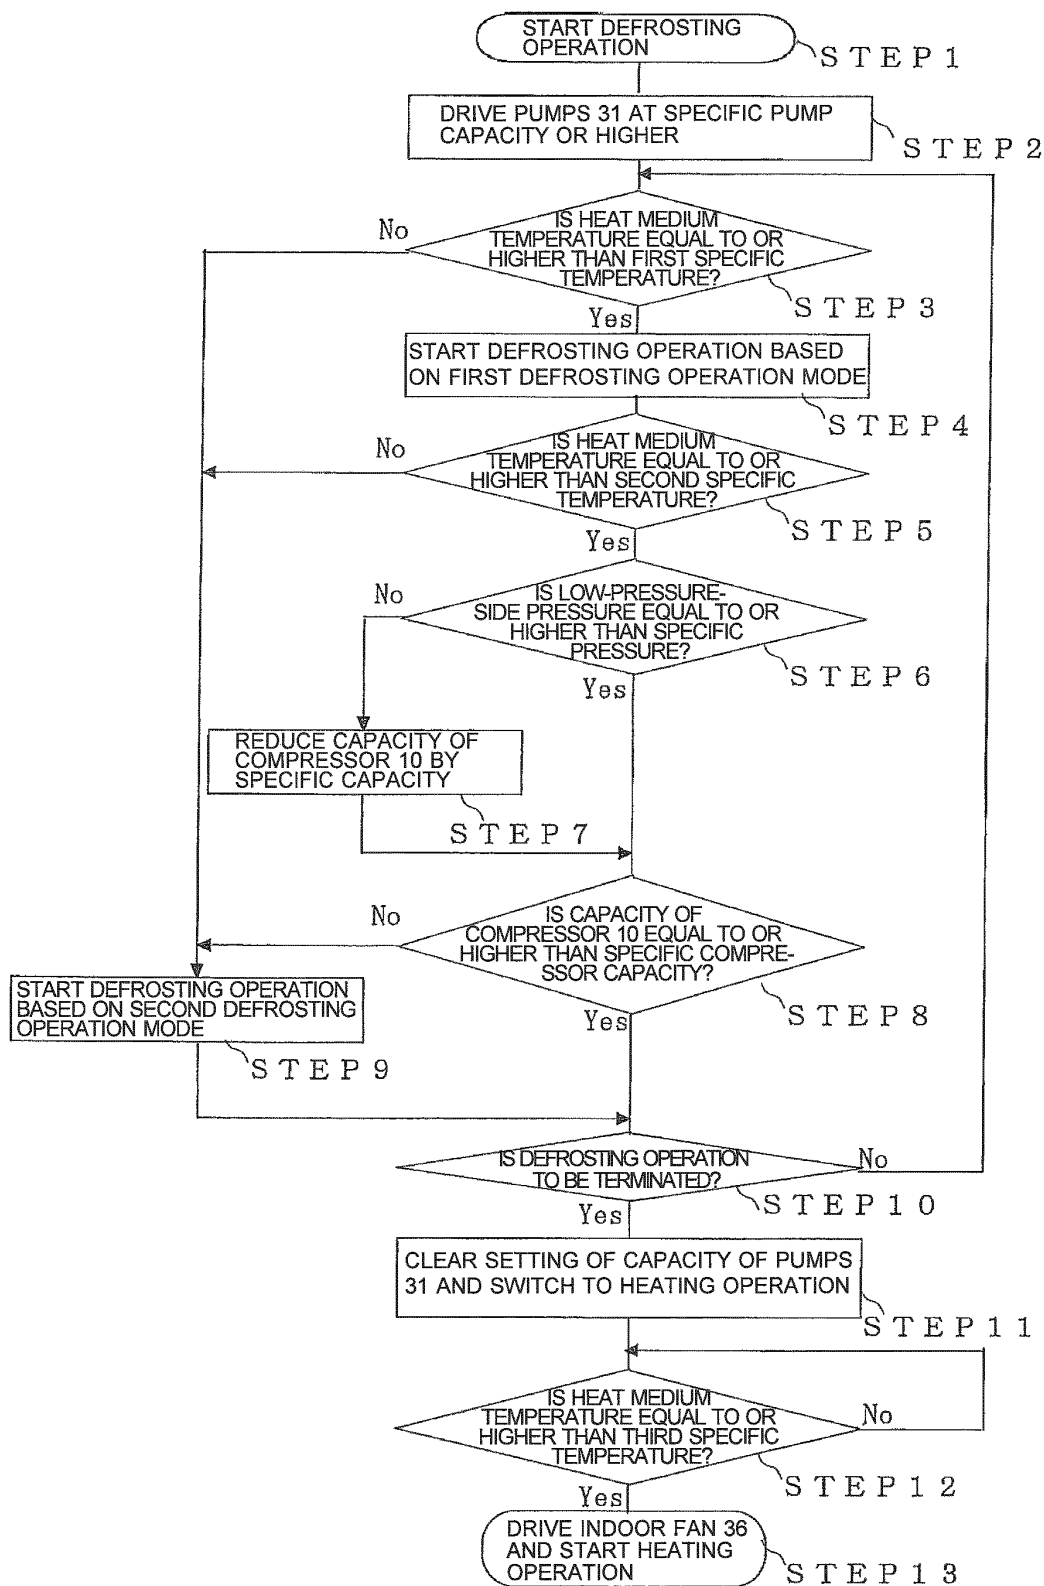 START DEFROSTING
OPERATION
STEP1
DRIVE PUMPS 31 AT SPECIFIC PUMP
CAPACITY OR HIGHER
STEP2
IS HEAT MEDIUM
TEMPERATURE EQUAL TO OR
HIGHER THAN FIRST SPECIFIC
TEMPERATURE?
No
STEP3
Yes
START DEFROSTING OPERATION BASED
ON FIRST DEFROSTING OPERATION MODE
STEP4
IS HEAT MEDIUM
TEMPERATURE EQUAL TO OR
HIGHER THAN SECOND SPECIFIC
TEMPERATURE?
No
STEP5
Yes
IS LOW-PRESSURE-
SIDE PRESSURE EQUAL TO OR
HIGHER THAN SPECIFIC
PRESSURE?
No
STEP6
Yes
REDUCE CAPACITY OF
COMPRESSOR 10 BY
SPECIFIC CAPACITY
STEP7
IS CAPACITY OF
COMPRESSOR 10 EQUAL TO OR
HIGHER THAN SPECIFIC COMPRE-
SSOR CAPACITY?
No
STEP8
Yes
START DEFROSTING OPERATION
BASED ON SECOND DEFROSTING
OPERATION MODE
STEP9
IS DEFROSTING OPERATION
TO BE TERMINATED?
No
STEP10
Yes
CLEAR SETTING OF CAPACITY OF PUMPS
31 AND SWITCH TO HEATING OPERATION
STEP11
IS HEAT MEDIUM
TEMPERATURE EQUAL TO OR
HIGHER THAN THIRD SPECIFIC
TEMPERATURE?
No
STEP12
Yes
DRIVE INDOOR FAN 36
AND START HEATING
OPERATION
STEP13